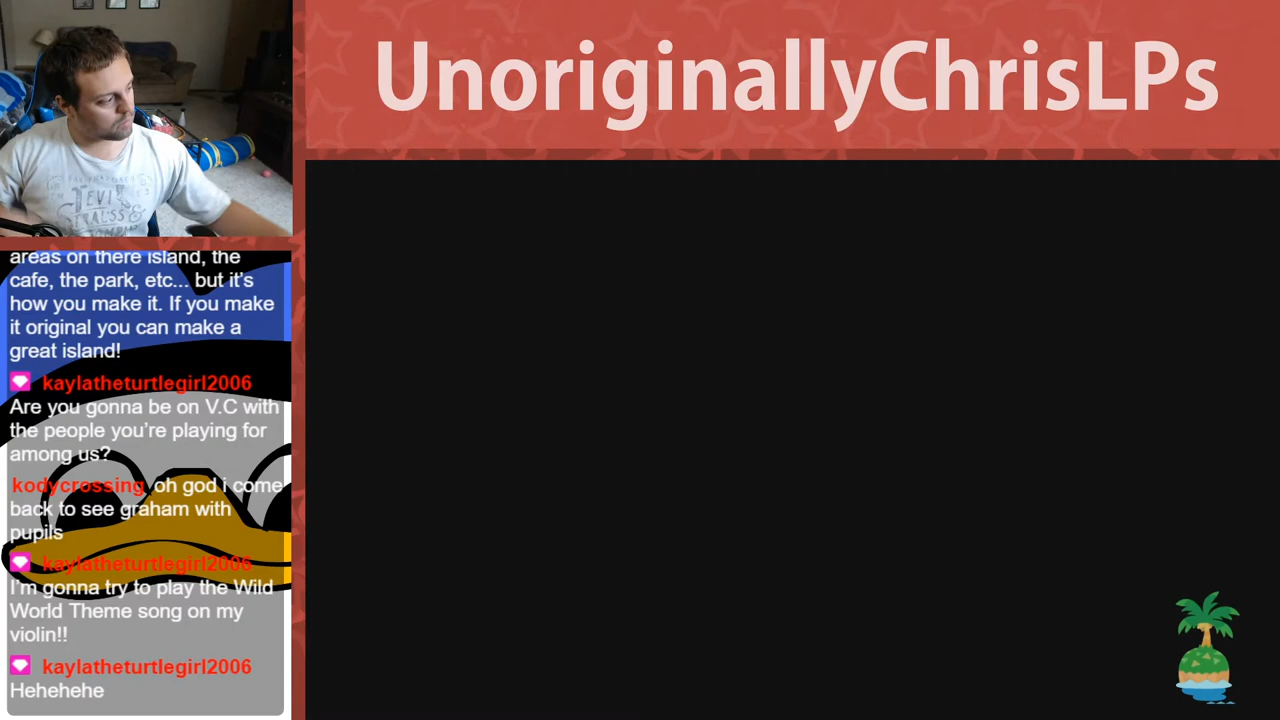 UnoriginallyChrisLPs
areas on there island, the
cafe, the park, etc... but it's
how you make it. If you make
it original you can make a
great island!
kaylatheturtlegirl2006
Are you gonna be on V.C with
the people you're playing for
among us?
kodycrossing oh god i come
back to see graham with
pupils
kaylatheturtlegirl2006
I'm gonna try to play the Wild
World Theme song on my
violin!!
kaylatheturtlegirl2006
Hehehehe
LEVI
STRAUSS &